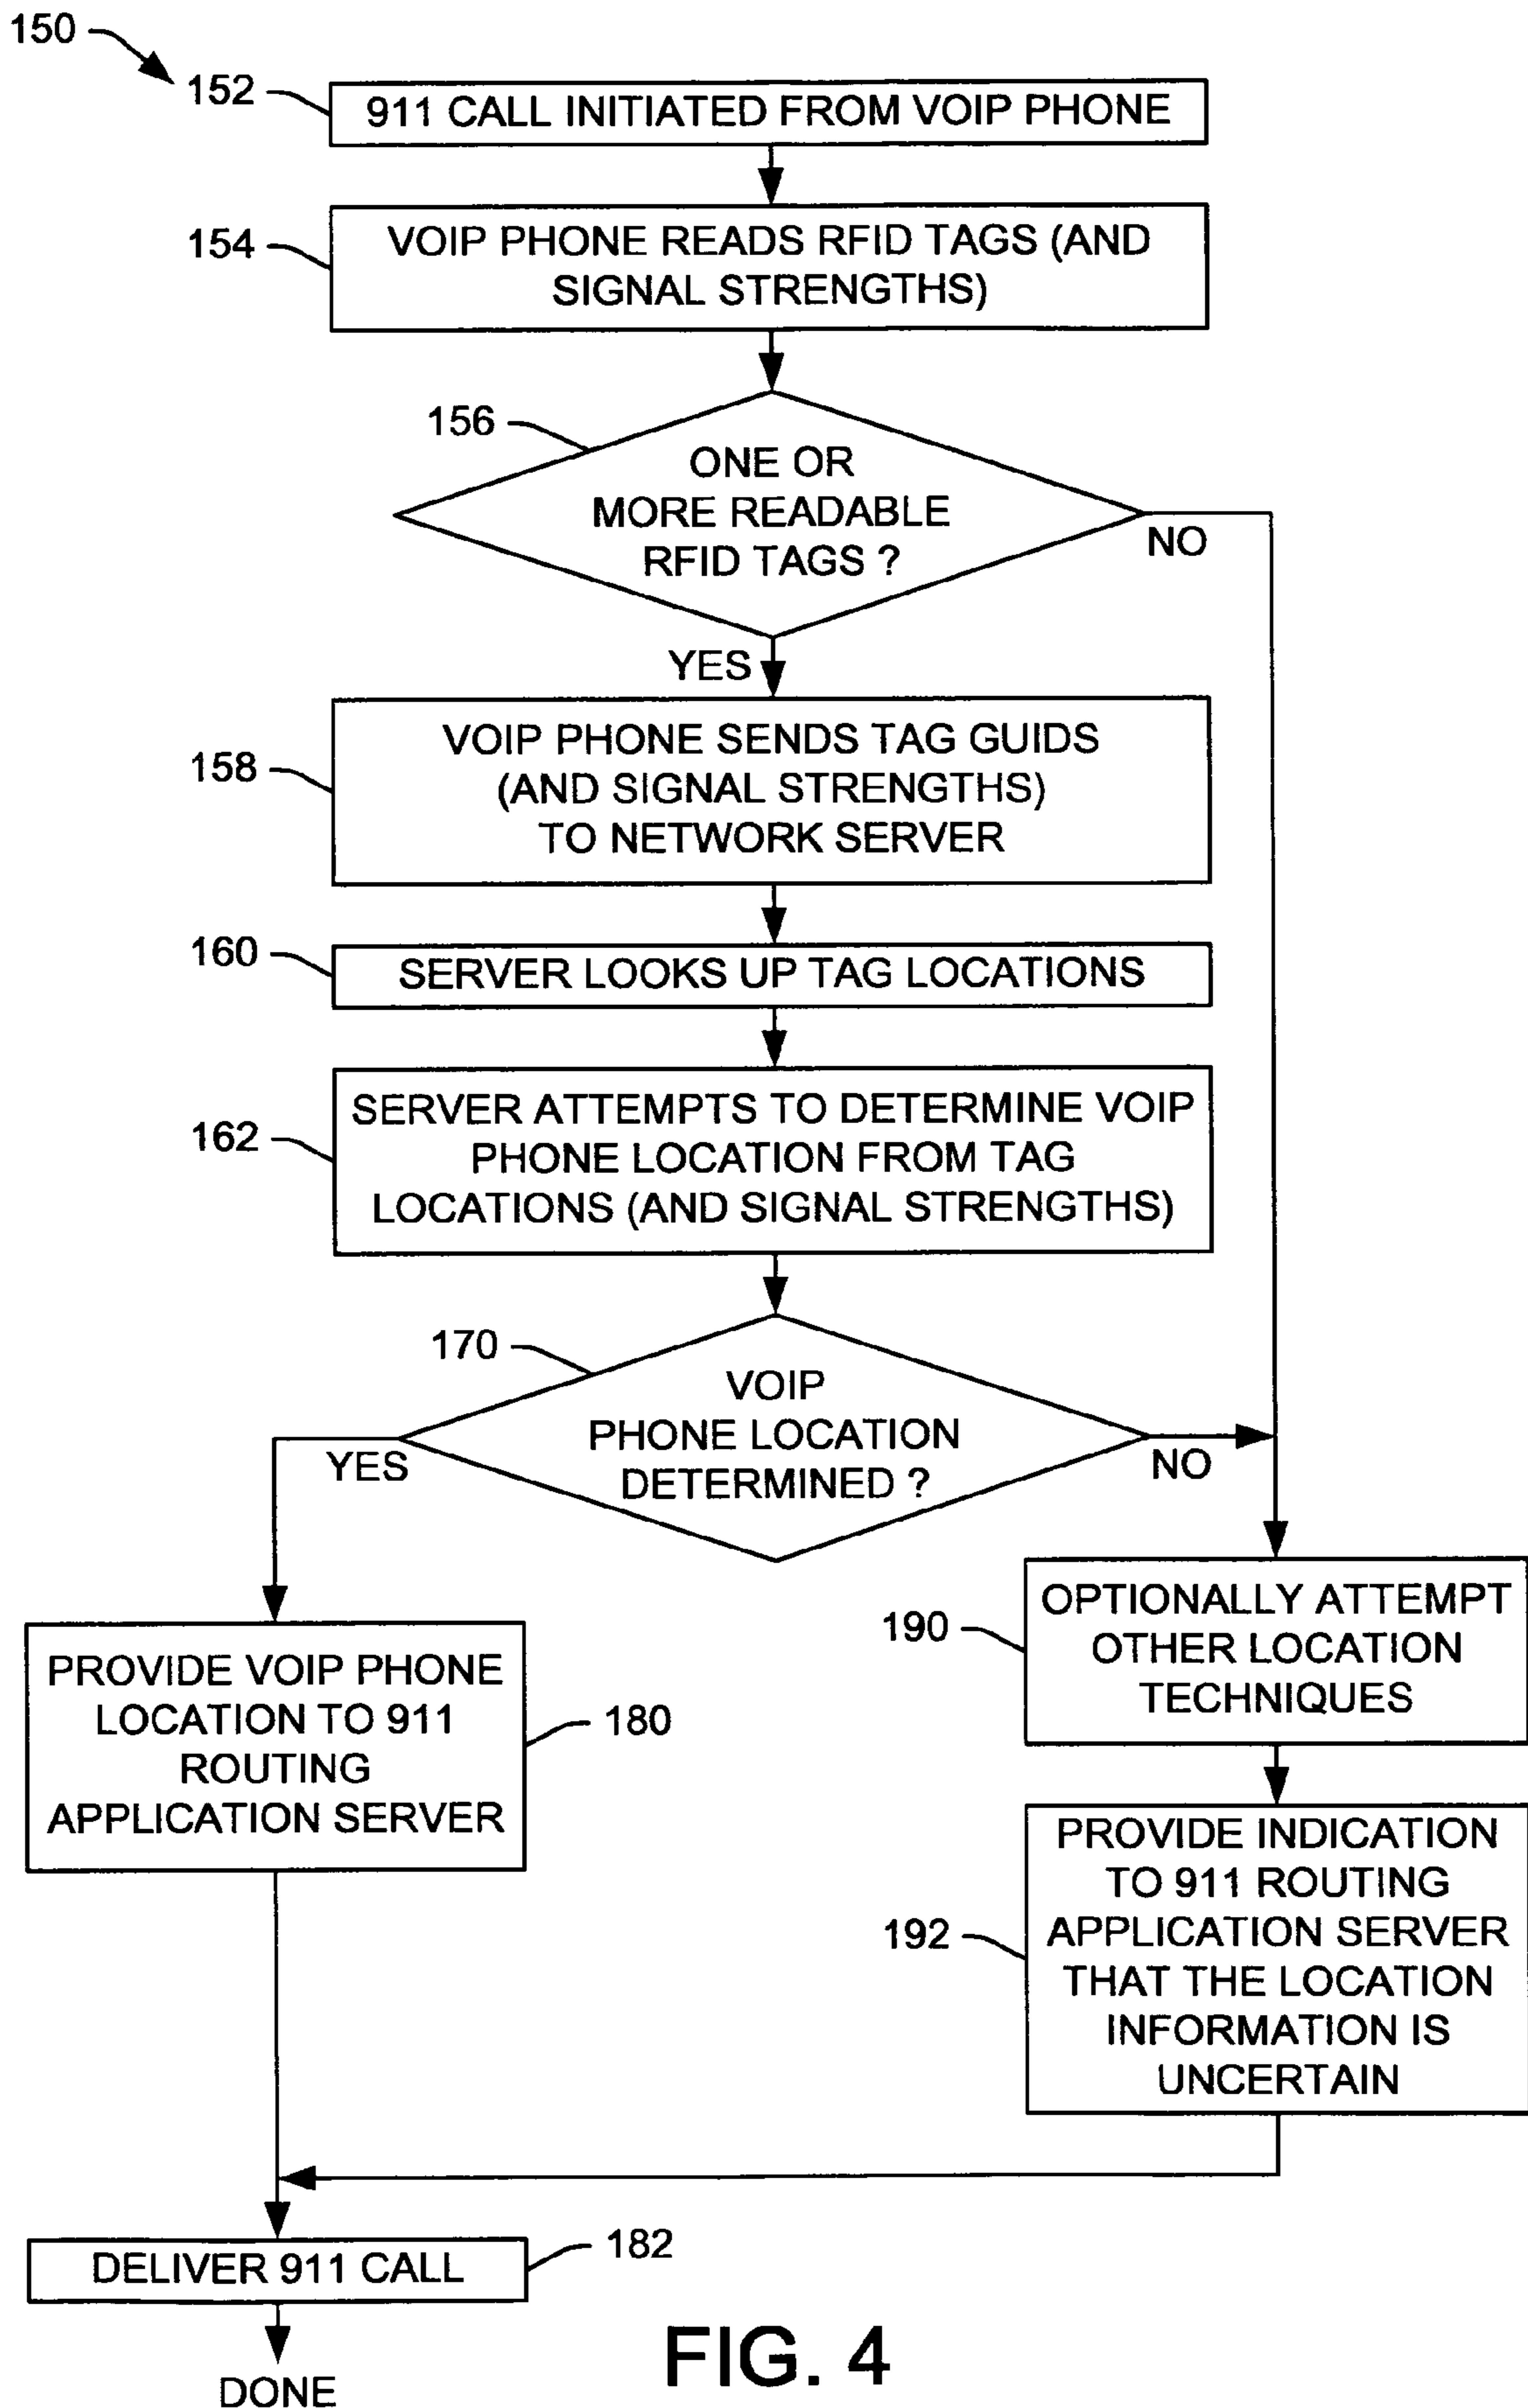 150
152
911 CALL INITIATED FROM VOIP PHONE
154
VOIP PHONE READS RFID TAGS (AND
SIGNAL STRENGTHS)
156
ONE OR
MORE READABLE
RFID TAGS ?
NO
YES
158
VOIP PHONE SENDS TAG GUIDS
(AND SIGNAL STRENGTHS)
TO NETWORK SERVER
160
SERVER LOOKS UP TAG LOCATIONS
162
SERVER ATTEMPTS TO DETERMINE VOIP
PHONE LOCATION FROM TAG
LOCATIONS (AND SIGNAL STRENGTHS)
170
VOIP
PHONE LOCATION
DETERMINED ?
YES
NO
PROVIDE VOIP PHONE
LOCATION TO 911
ROUTING
APPLICATION SERVER
180
190
OPTIONALLY ATTEMPT
OTHER LOCATION
TECHNIQUES
192
PROVIDE INDICATION
TO 911 ROUTING
APPLICATION SERVER
THAT THE LOCATION
INFORMATION IS
UNCERTAIN
DELIVER 911 CALL
182
DONE
FIG. 4